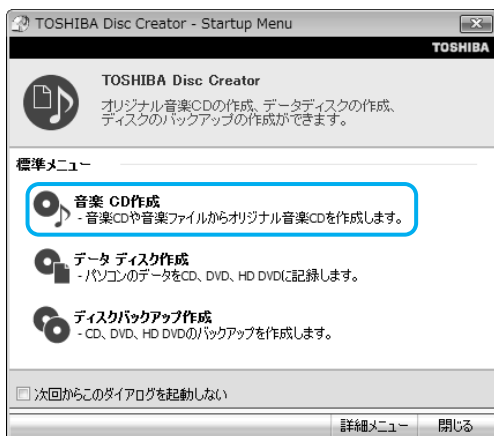 TOSHIBA Disc Creator - Startup Menu
TOSHIBA
TOSHIBA Disc Creator
オリジナル音楽CDの作成、データディスクの作成、
ディスクのバックアップの作成ができます。
標準メニュー
音楽 CD作成
- 音楽CDや音楽ファイルからオリジナル音楽CDを作成します。
データ ディスク作成
- パソコンのデータをCD、DVD、HD DVDに記録します。
ディスクバックアップ作成
- CD、DVD、HD DVDのバックアップを作成します。
次回からこのダイアログを起動しない
詳細メニュー 閉じる